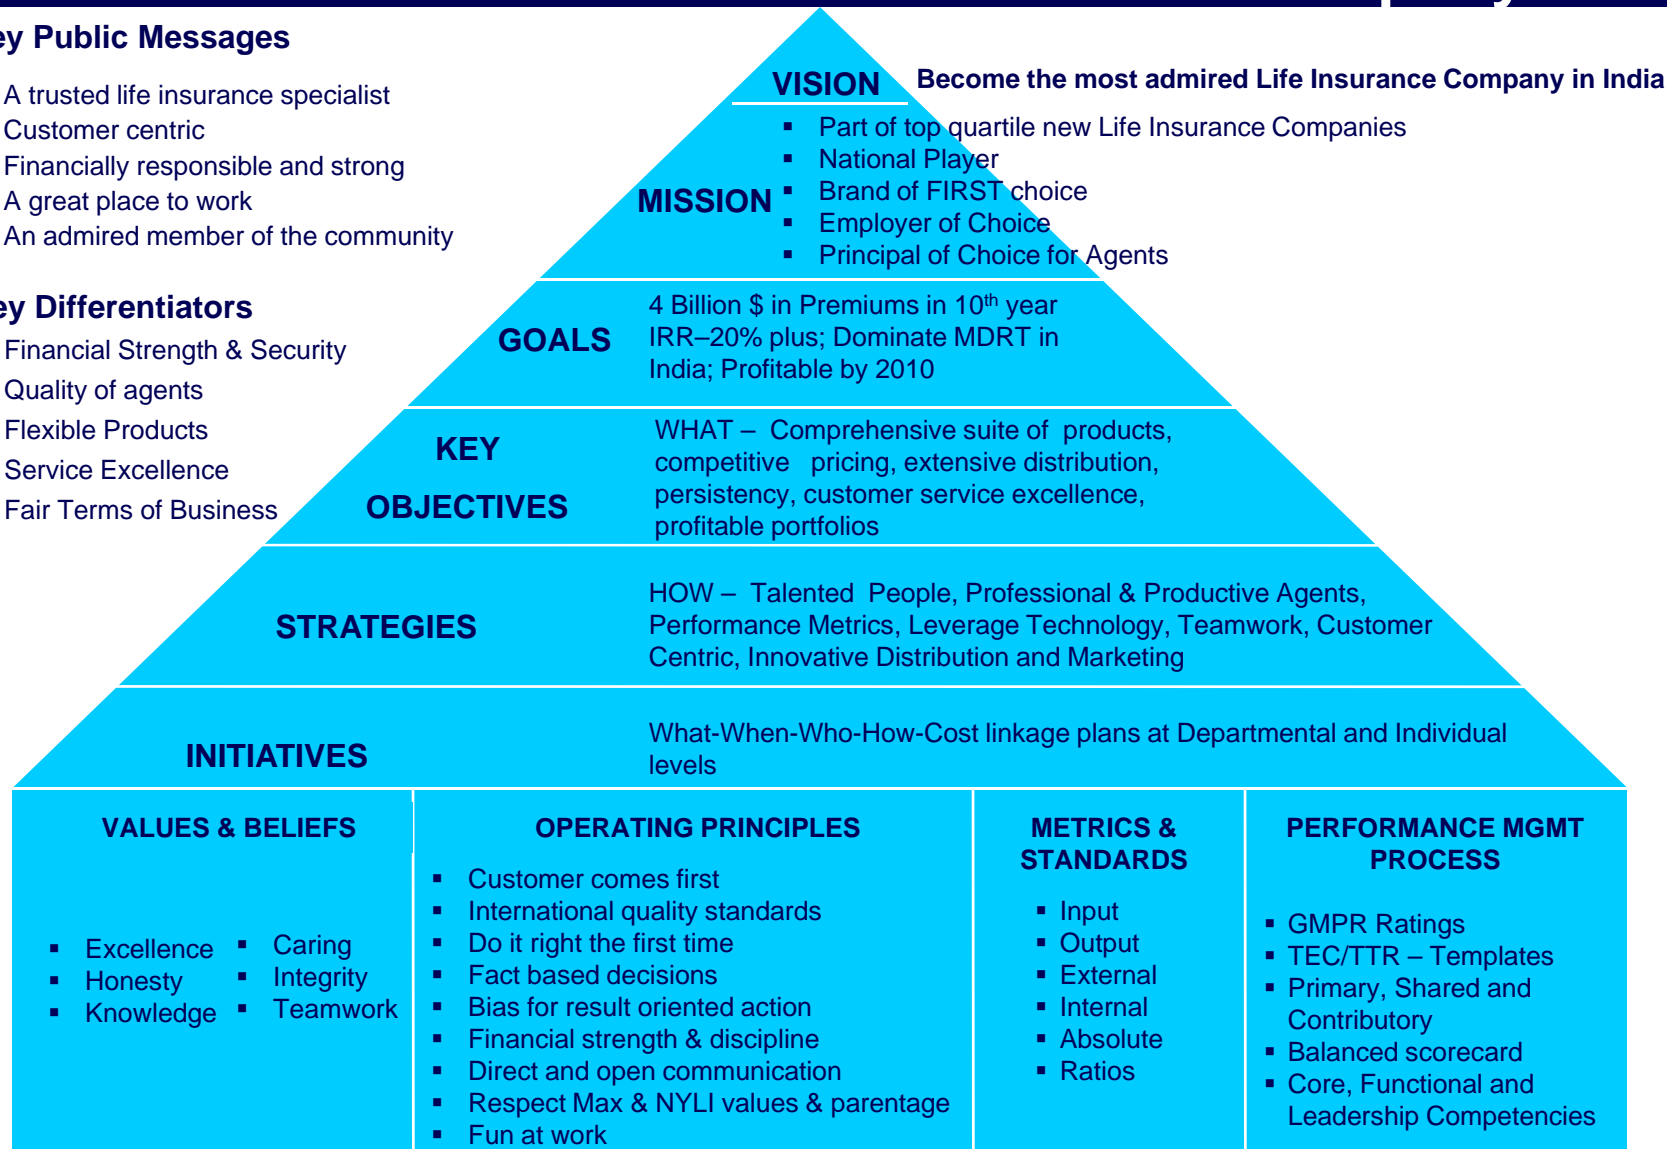 ey Public Messages
A trusted life insurance specialist
Customer centric
Financially responsible and strong
A great place to work
An admired member of the community
ey Differentiators
Financial Strength & Security
Quality of agents
Flexible Products
Service Excellence
Fair Terms of Business
VISION
Become the most admired Life Insurance Company in India
MISSION
▪ Part of top quartile new Life Insurance Companies
▪ National Player
▪ Brand of FIRST choice
▪ Employer of Choice
▪ Principal of Choice for Agents
GOALS
4 Billion $ in Premiums in 10th year
IRR–20% plus; Dominate MDRT in
India; Profitable by 2010
KEY
OBJECTIVES
WHAT – Comprehensive suite of products,
competitive pricing, extensive distribution,
persistency, customer service excellence,
profitable portfolios
STRATEGIES
HOW – Talented People, Professional & Productive Agents,
Performance Metrics, Leverage Technology, Teamwork, Customer
Centric, Innovative Distribution and Marketing
INITIATIVES
What-When-Who-How-Cost linkage plans at Departmental and Individual
levels
VALUES & BELIEFS
▪ Excellence
▪ Honesty
▪ Knowledge
▪ Caring
▪ Integrity
▪ Teamwork
OPERATING PRINCIPLES
▪ Customer comes first
▪ International quality standards
▪ Do it right the first time
▪ Fact based decisions
▪ Bias for result oriented action
▪ Financial strength & discipline
▪ Direct and open communication
▪ Respect Max & NYLI values & parentage
▪ Fun at work
METRICS &
STANDARDS
▪ Input
▪ Output
▪ External
▪ Internal
▪ Absolute
▪ Ratios
PERFORMANCE MGMT
PROCESS
▪ GMPR Ratings
▪ TEC/TTR – Templates
▪ Primary, Shared and
Contributory
▪ Balanced scorecard
▪ Core, Functional and
Leadership Competencies